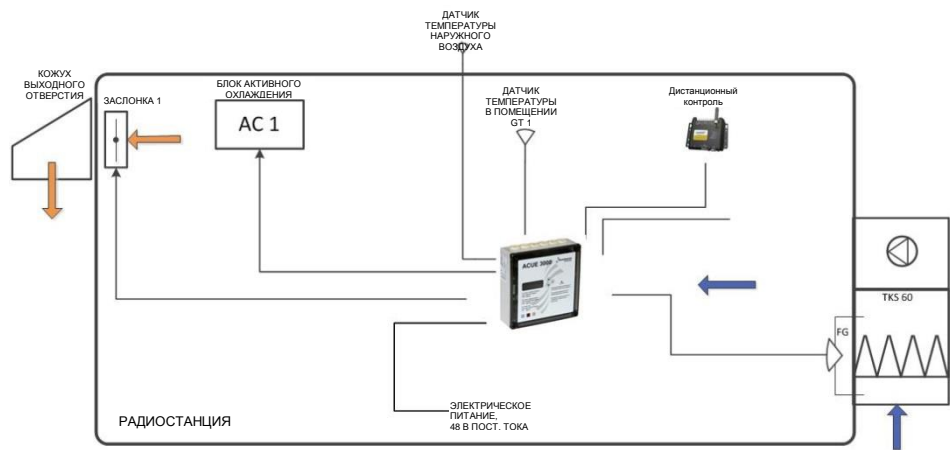 ДАТЧИК
ТЕМПЕРАТУРЫ
НАРУЖНОГО
ВОЗДУХА
КОЖУХ
ВЫХОДНОГО
ОТВЕРСТИЯ
ЗАСЛОНКА 1
БЛОК АКТИВНОГО
ОХЛАЖДЕНИЯ
AC 1
ДАТЧИК
ТЕМПЕРАТУРЫ
В ПОМЕЩЕНИИ
GT 1
Дистанционный
контроль
ACUE 3000
TKS 60
FG
ЭЛЕКТРИЧЕСКОЕ
ПИТАНИЕ,
48 В ПОСТ. ТОКА
РАДИОСТАНЦИЯ